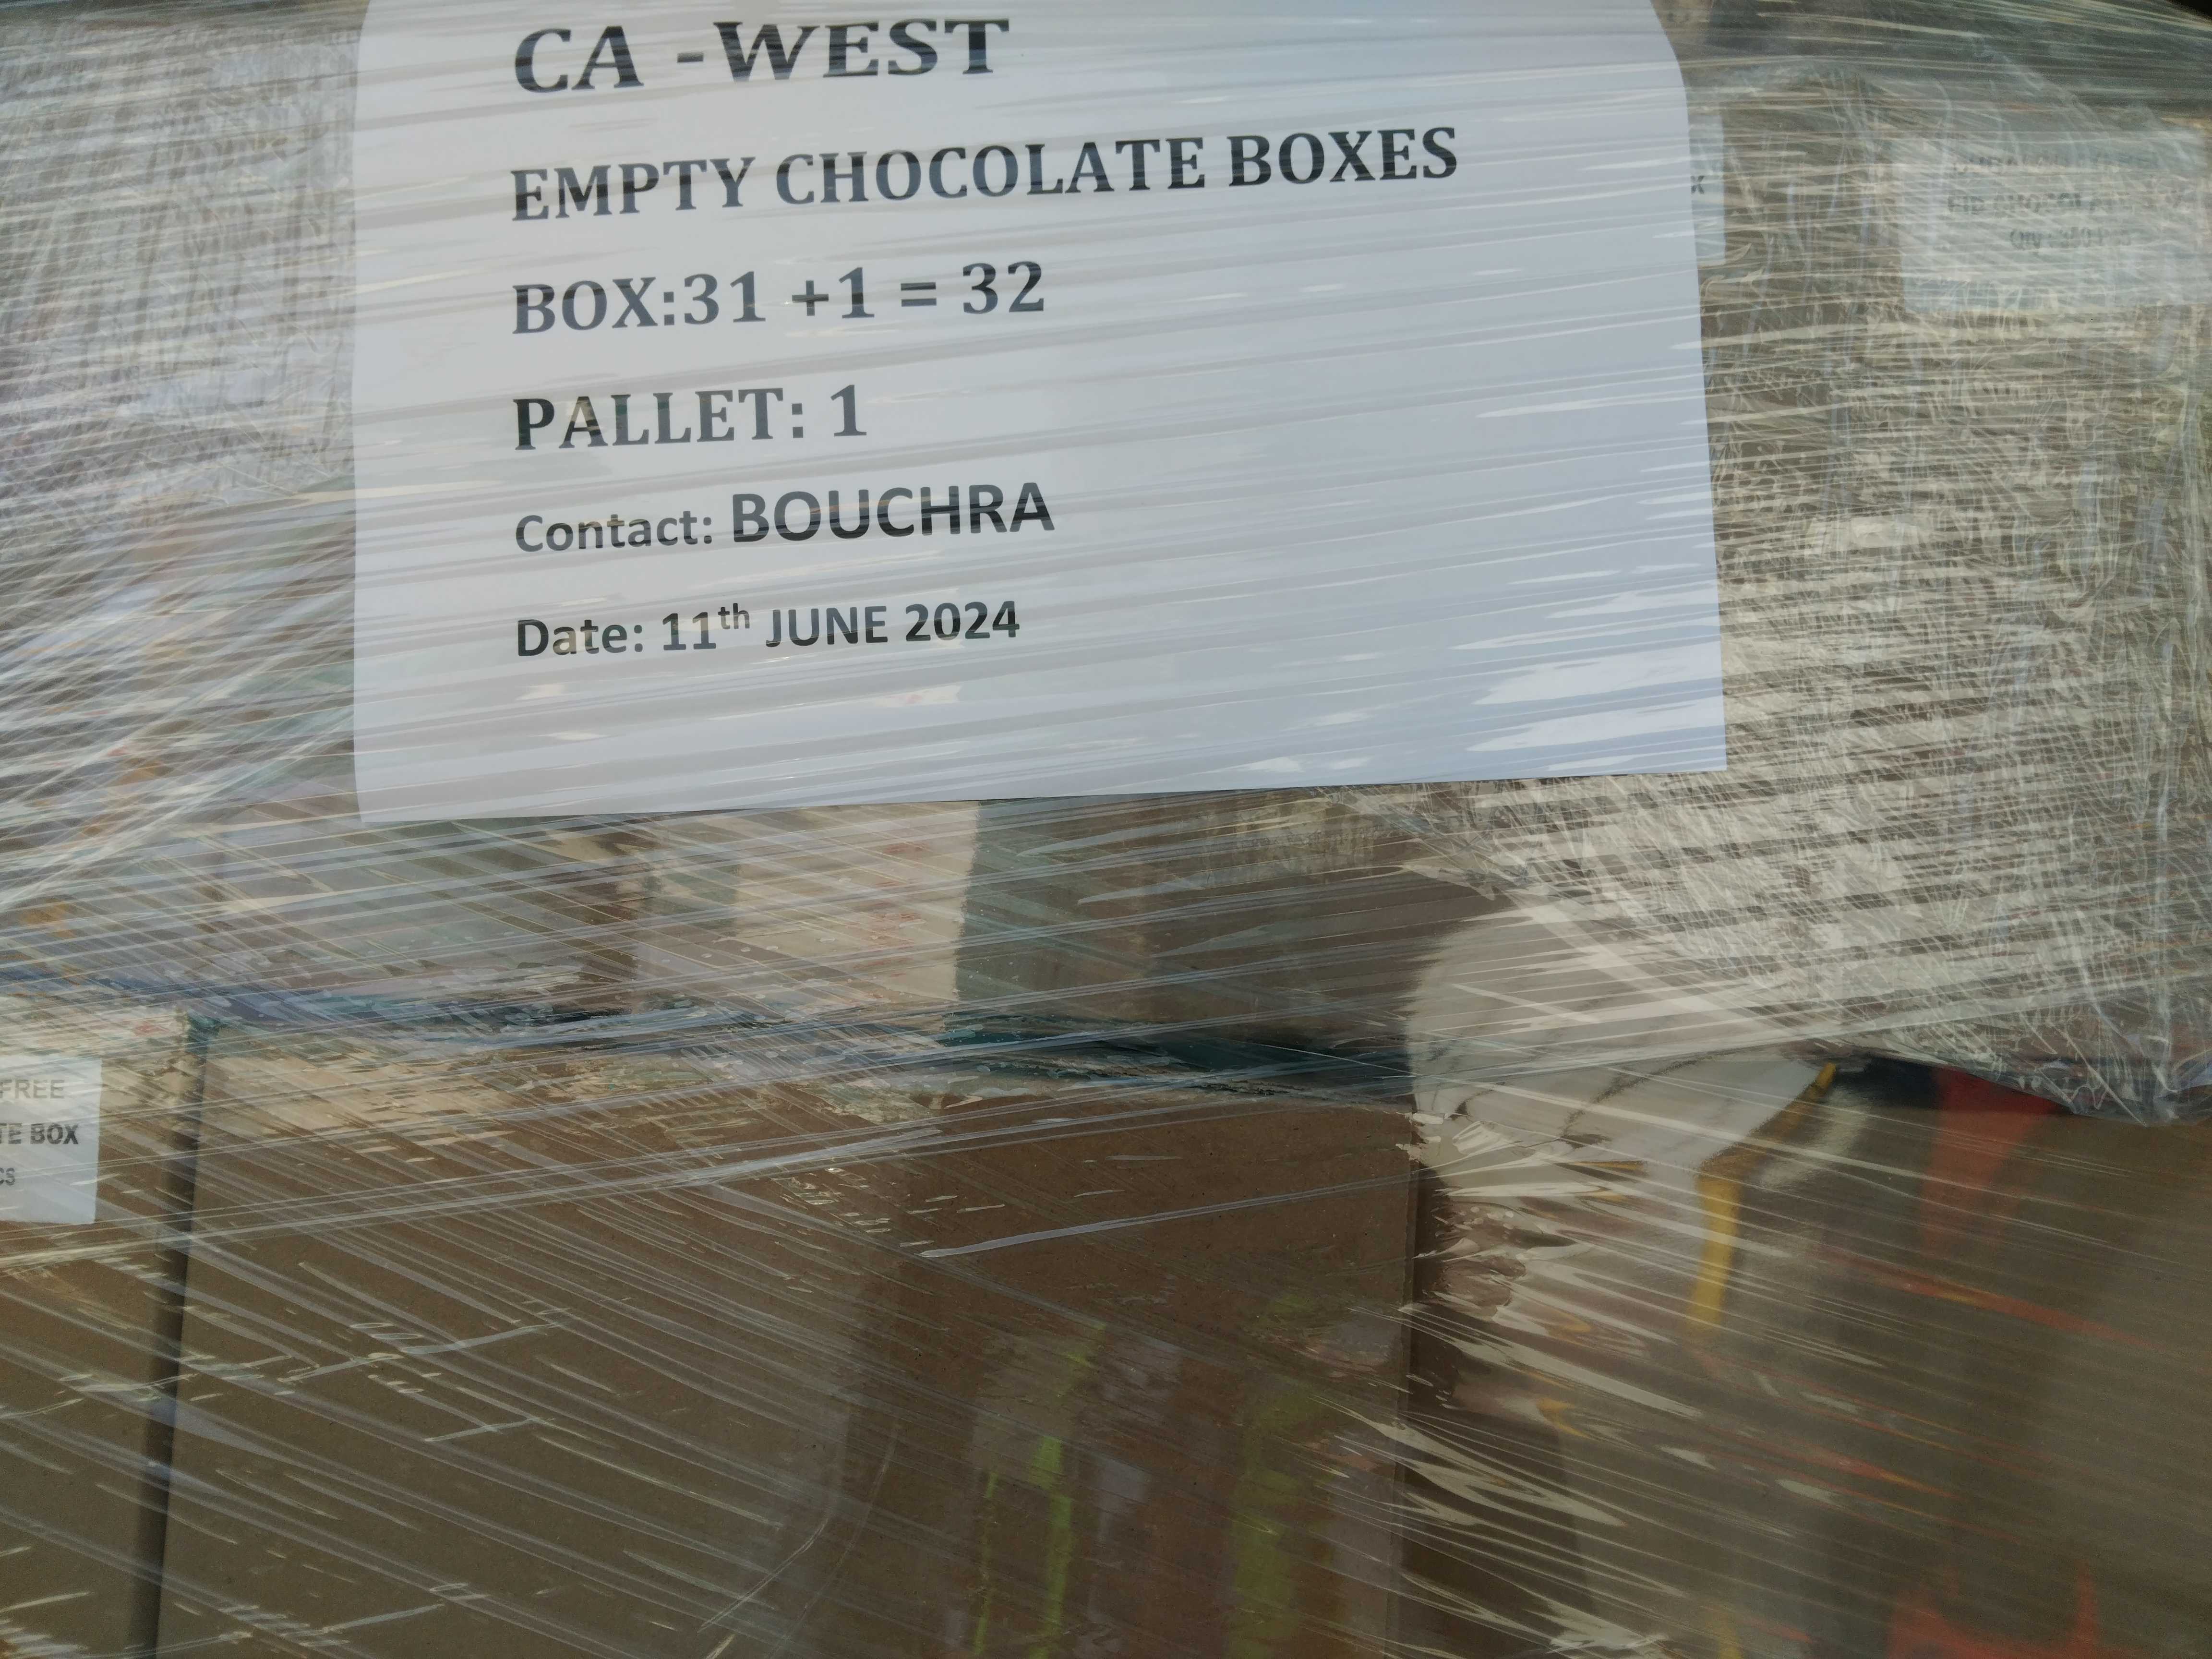 CA -WEST
EMPTY CHOCOLATE BOXES
BOX:31 +1 = 32
PALLET: 1
Contact: BOUCHRA
Date: 11th JUNE 2024
X
FREE
TE BOX
CS